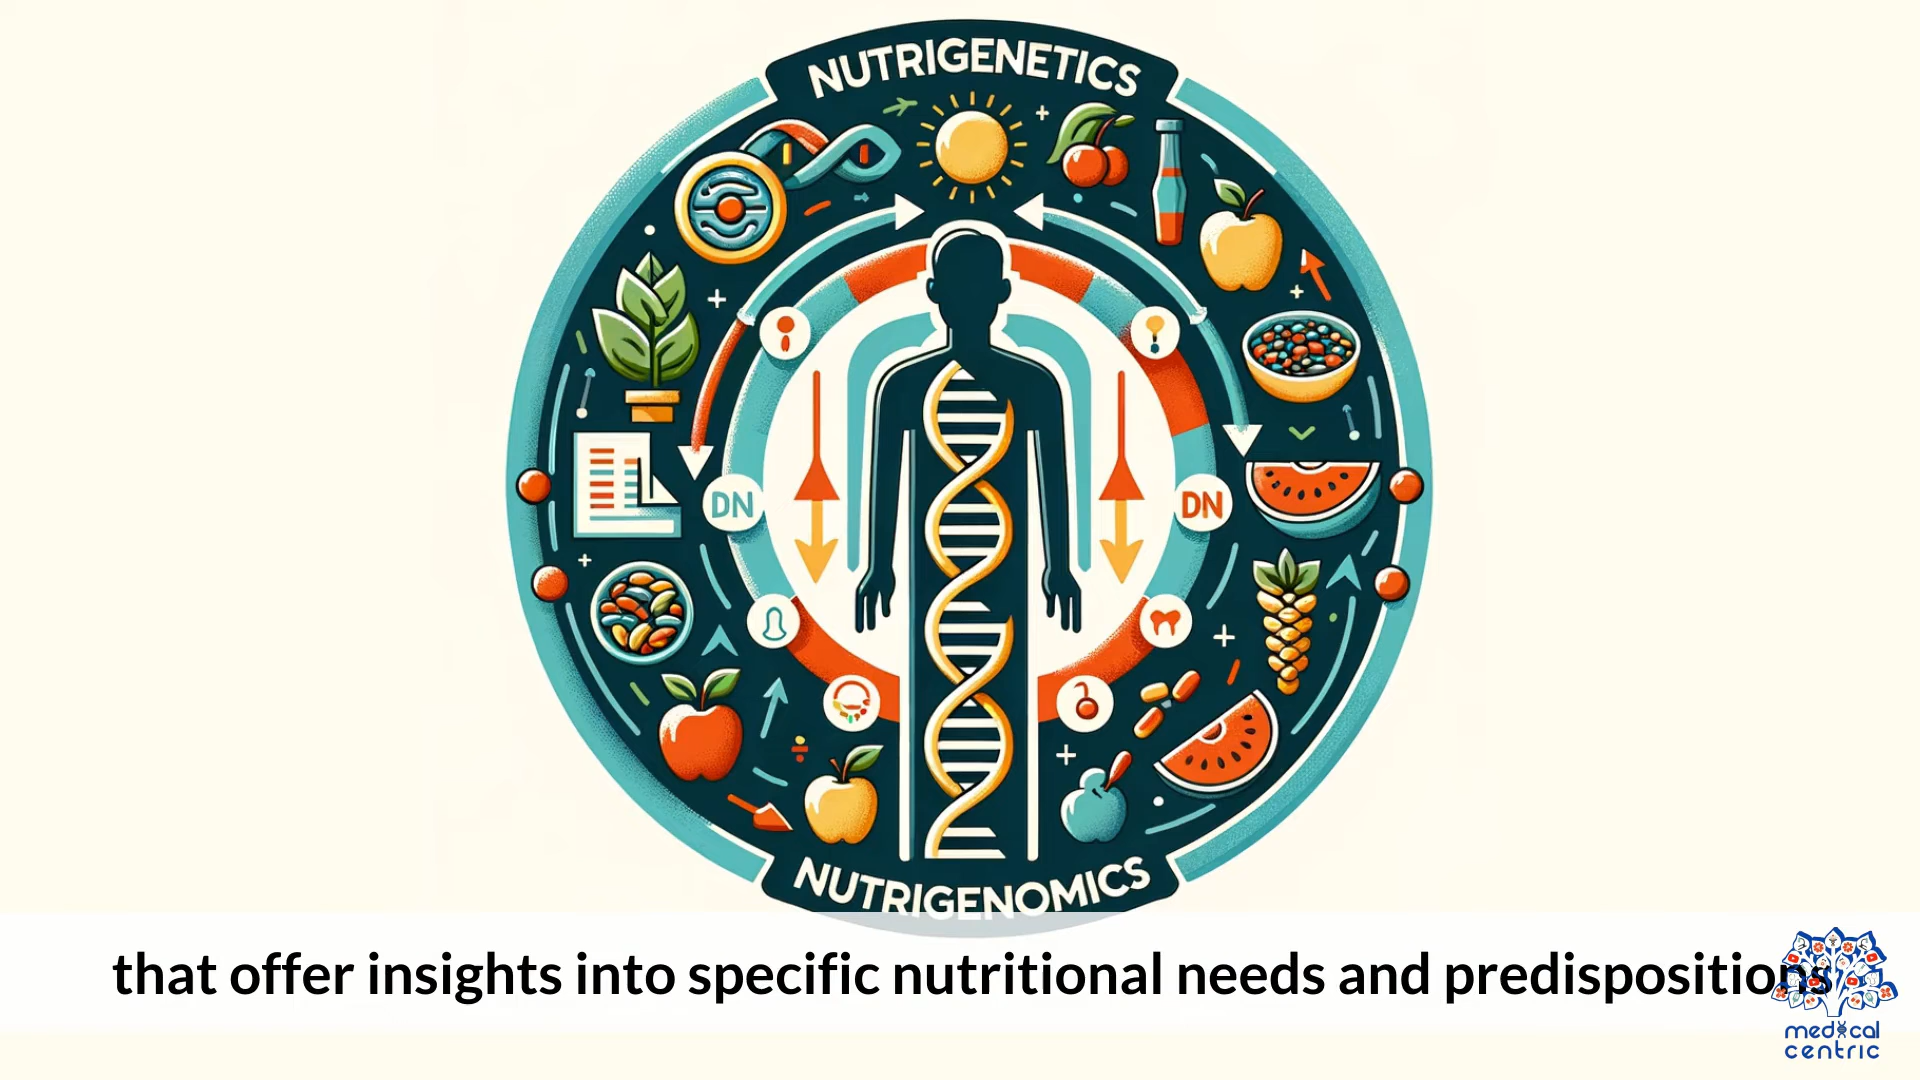 NUTRIGENETICS
DN
DN
NUTRIGENOMICS
that offer insights into specific nutritional needs and predispositions
medical
centric